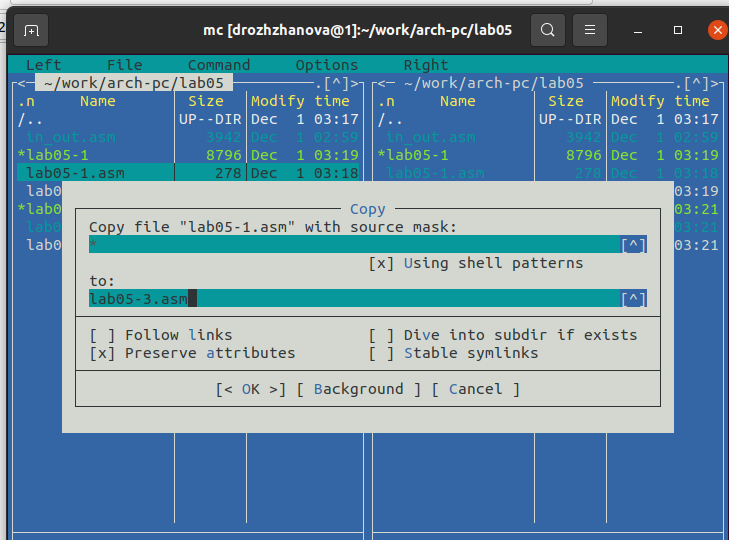 2
mc [drozhzhanova@1]:~/work/arch-pc/lab05
Left File Command Options Right
<─ ~/work/arch-pc/lab05 ─.[^]> <─ ~/work/arch-pc/lab05 ─.[^]>
.n Name Size Modify time .n Name Size Modify time
/.. UP--DIR Dec 1 03:17 /.. UP--DIR Dec 1 03:17
in_out.asm 3942 Dec 1 02:59 in_out.asm 3942 Dec 1 02:59
*lab05-1 8796 Dec 1 03:19 *lab05-1 8796 Dec 1 03:19
lab05-1.asm 278 Dec 1 03:18 lab05-1.asm 278 Dec 1 03:18
lab0 03:19
*lab0 03:21
lab0 03:21
lab0 03:21
Copy
Copy file "lab05-1.asm" with source mask:
* [^]
[x] Using shell patterns
to:
lab05-3.asm [^]
[ ] Follow links [ ] Dive into subdir if exists
[x] Preserve attributes [ ] Stable symlinks
[< OK >] [ Background ] [ Cancel ]